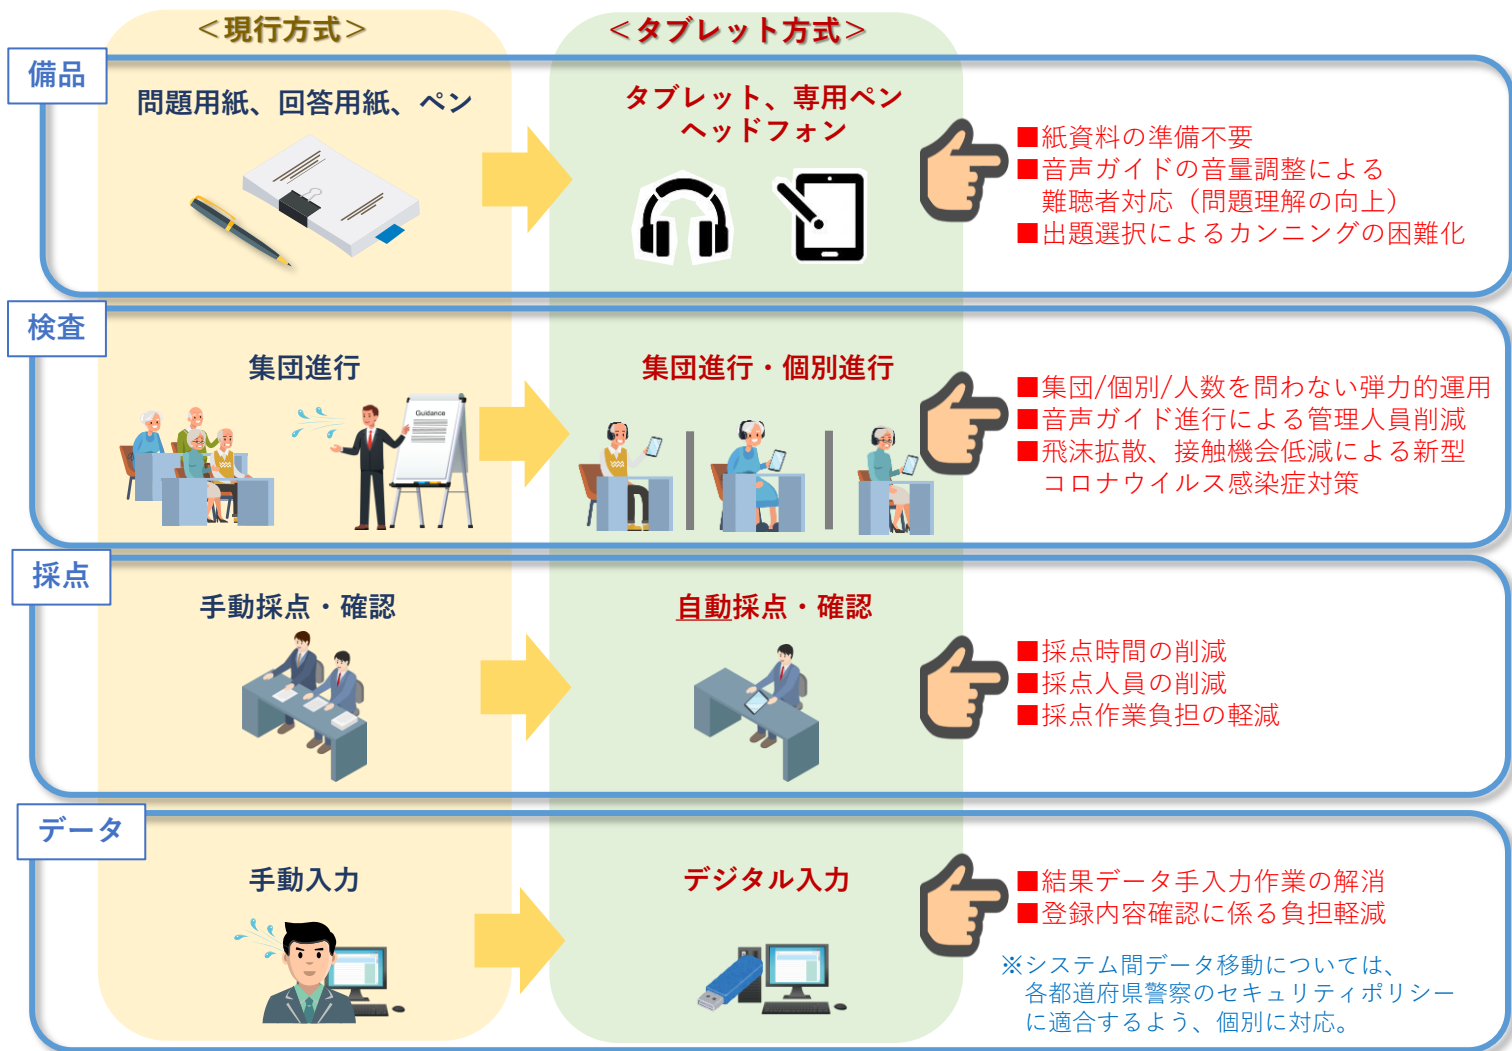 ＜現行方式＞
＜タブレット方式＞
備品
問題用紙、回答用紙、ペン
タブレット、専用ペン
ヘッドフォン
■紙資料の準備不要
■音声ガイドの音量調整による
難聴者対応（問題理解の向上）
■出題選択によるカンニングの困難化
検査
集団進行
Guidance
集団進行・個別進行
■集団/個別/人数を問わない弾力的運用
■音声ガイド進行による管理人員削減
■飛沫拡散、接触機会低減による新型
コロナウイルス感染症対策
採点
手動採点・確認
自動採点・確認
■採点時間の削減
■採点人員の削減
■採点作業負担の軽減
データ
手動入力
デジタル入力
■結果データ手入力作業の解消
■登録内容確認に係る負担軽減
※システム間データ移動については、
各都道府県警察のセキュリティポリシー
に適合するよう、個別に対応。